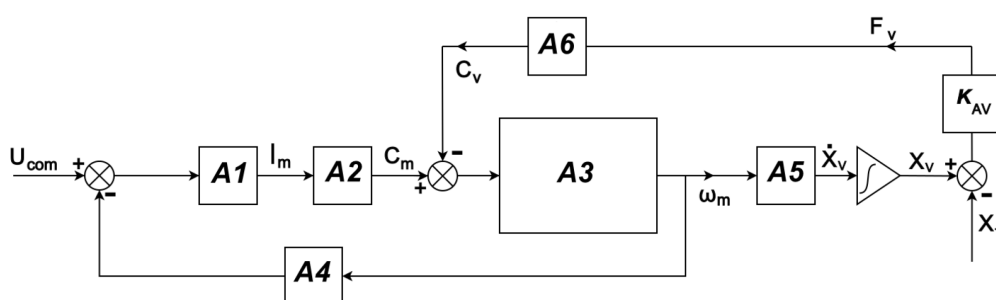 F_v
A6
C_v
K_AV
U_com
+
-
A1
I_m
A2
C_m
+
-
A3
ω_m
A5
Ẋ_v
∫
X_v
+
-
A4